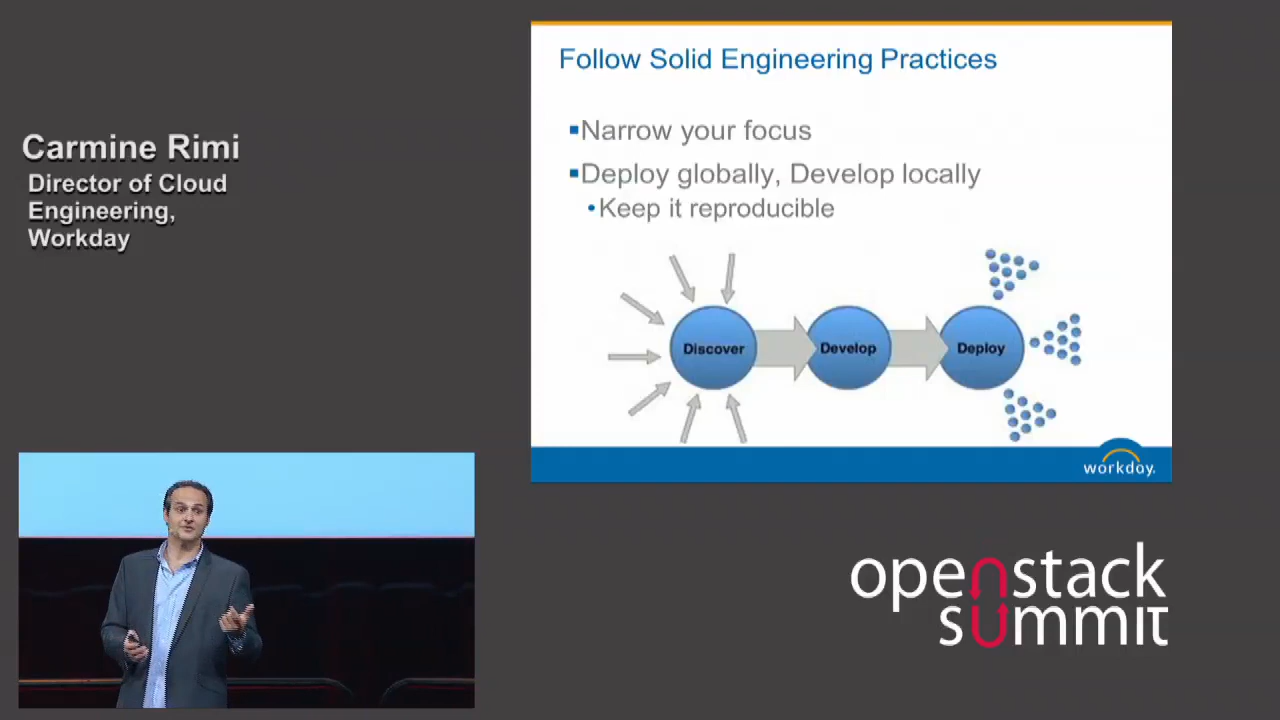 Carmine Rimi
Director of Cloud
Engineering,
Workday
Follow Solid Engineering Practices
Narrow your focus
Deploy globally, Develop locally
Keep it reproducible
Discover
Develop
Deploy
workday.
openstack
summit